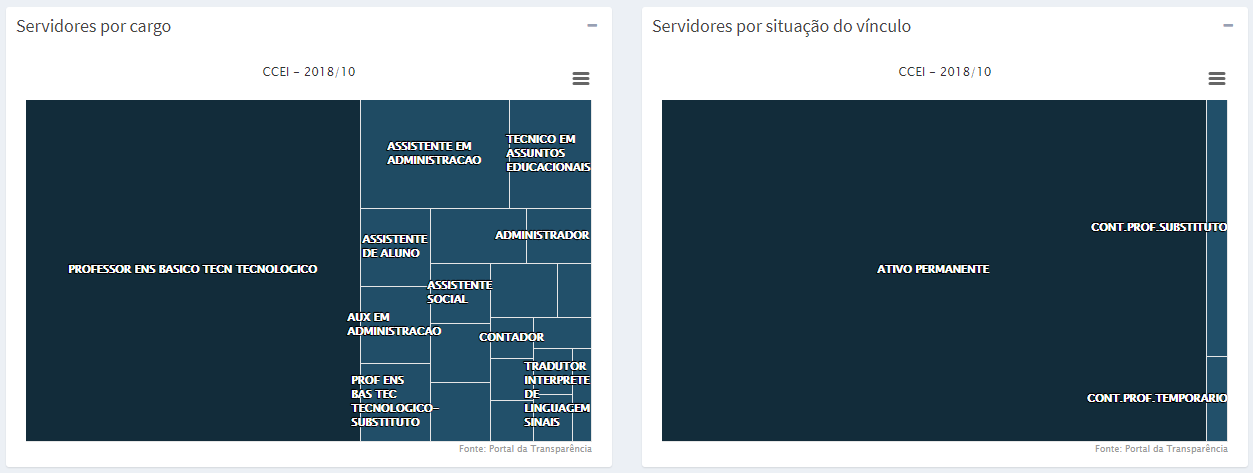 Servidores por cargo
CCEI - 2018/10
ASSISTENTE EM
ADMINISTRACAO
TECNICO EM
ASSUNTOS
EDUCACIONAIS
ASSISTENTE
DE ALUNO
ADMINISTRADOR
PROFESSOR ENS BASICO TECN TECNOLOGICO
ASSISTENTE
SOCIAL
AUX EM
ADMINISTRACAO
CONTADOR
PROF ENS
BAS TEC
TECNOLOGICO-
SUBSTITUTO
TRADUTOR
INTERPRETE
DE
LINGUAGEM
SINAIS
Fonte: Portal da Transparência
Servidores por situação do vínculo
CCEI - 2018/10
CONT.PROF.SUBSTITUTO
ATIVO PERMANENTE
CONT.PROF.TEMPORARIO
Fonte: Portal da Transparência